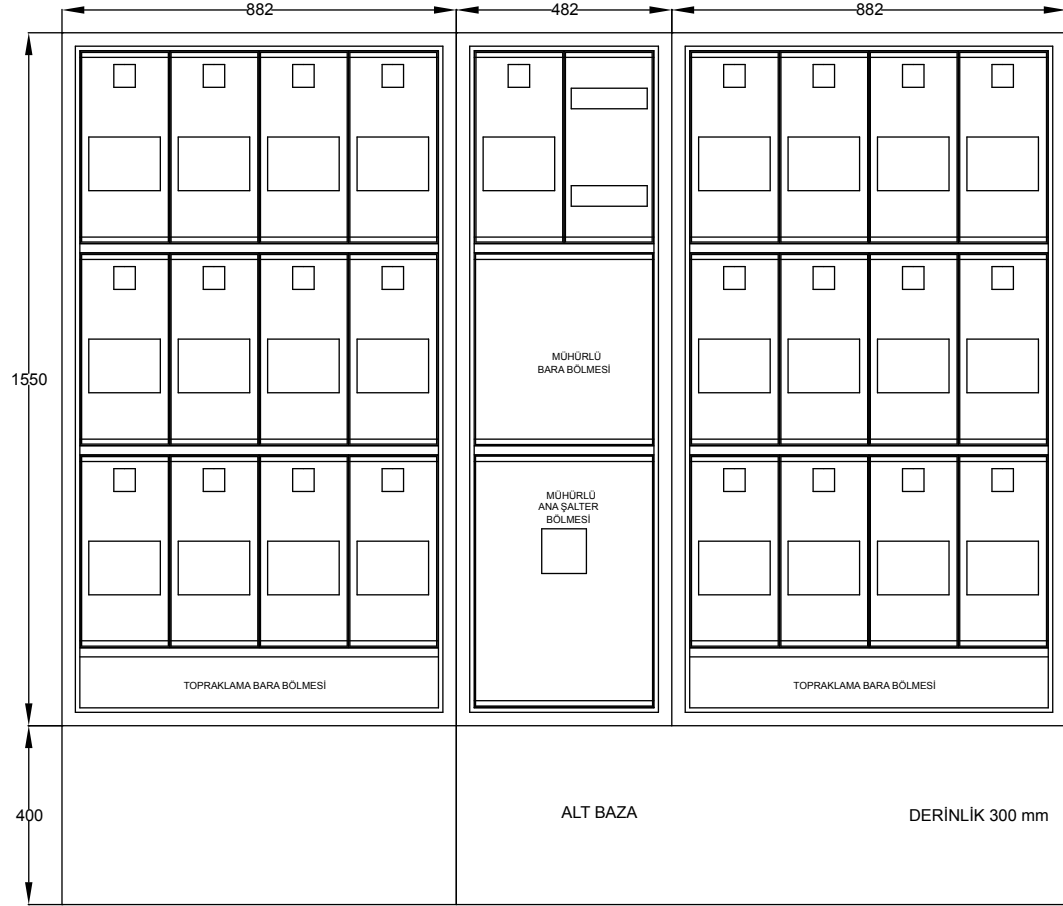 882
482
882
1550
MÜHÜRLÜ
BARA BÖLMESİ
MÜHÜRLÜ
ANA ŞALTER
BÖLMESİ
TOPRAKLAMA BARA BÖLMESİ
TOPRAKLAMA BARA BÖLMESİ
400
ALT BAZA
DERİNLİK 300 mm